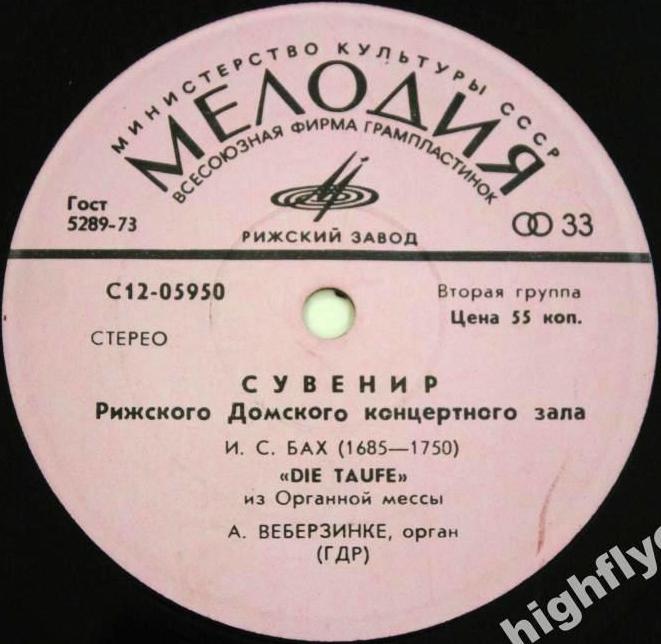 МИНИСТЕРСТВО КУЛЬТУРЫ СССР
МЕЛОДИЯ
ВСЕСОЮЗНАЯ ФИРМА ГРАМПЛАСТИНОК
Гост
5289-73
33
РИЖСКИЙ ЗАВОД
С12-05950
Вторая группа
Цена 55 коп.
СТЕРЕО
СУВЕНИР
Рижского Домского концертного зала
И. С. БАХ (1685—1750)
«DIE TAUFE»
из Органной мессы
А. ВЕБЕРЗИНКЕ, орган
(ГДР)